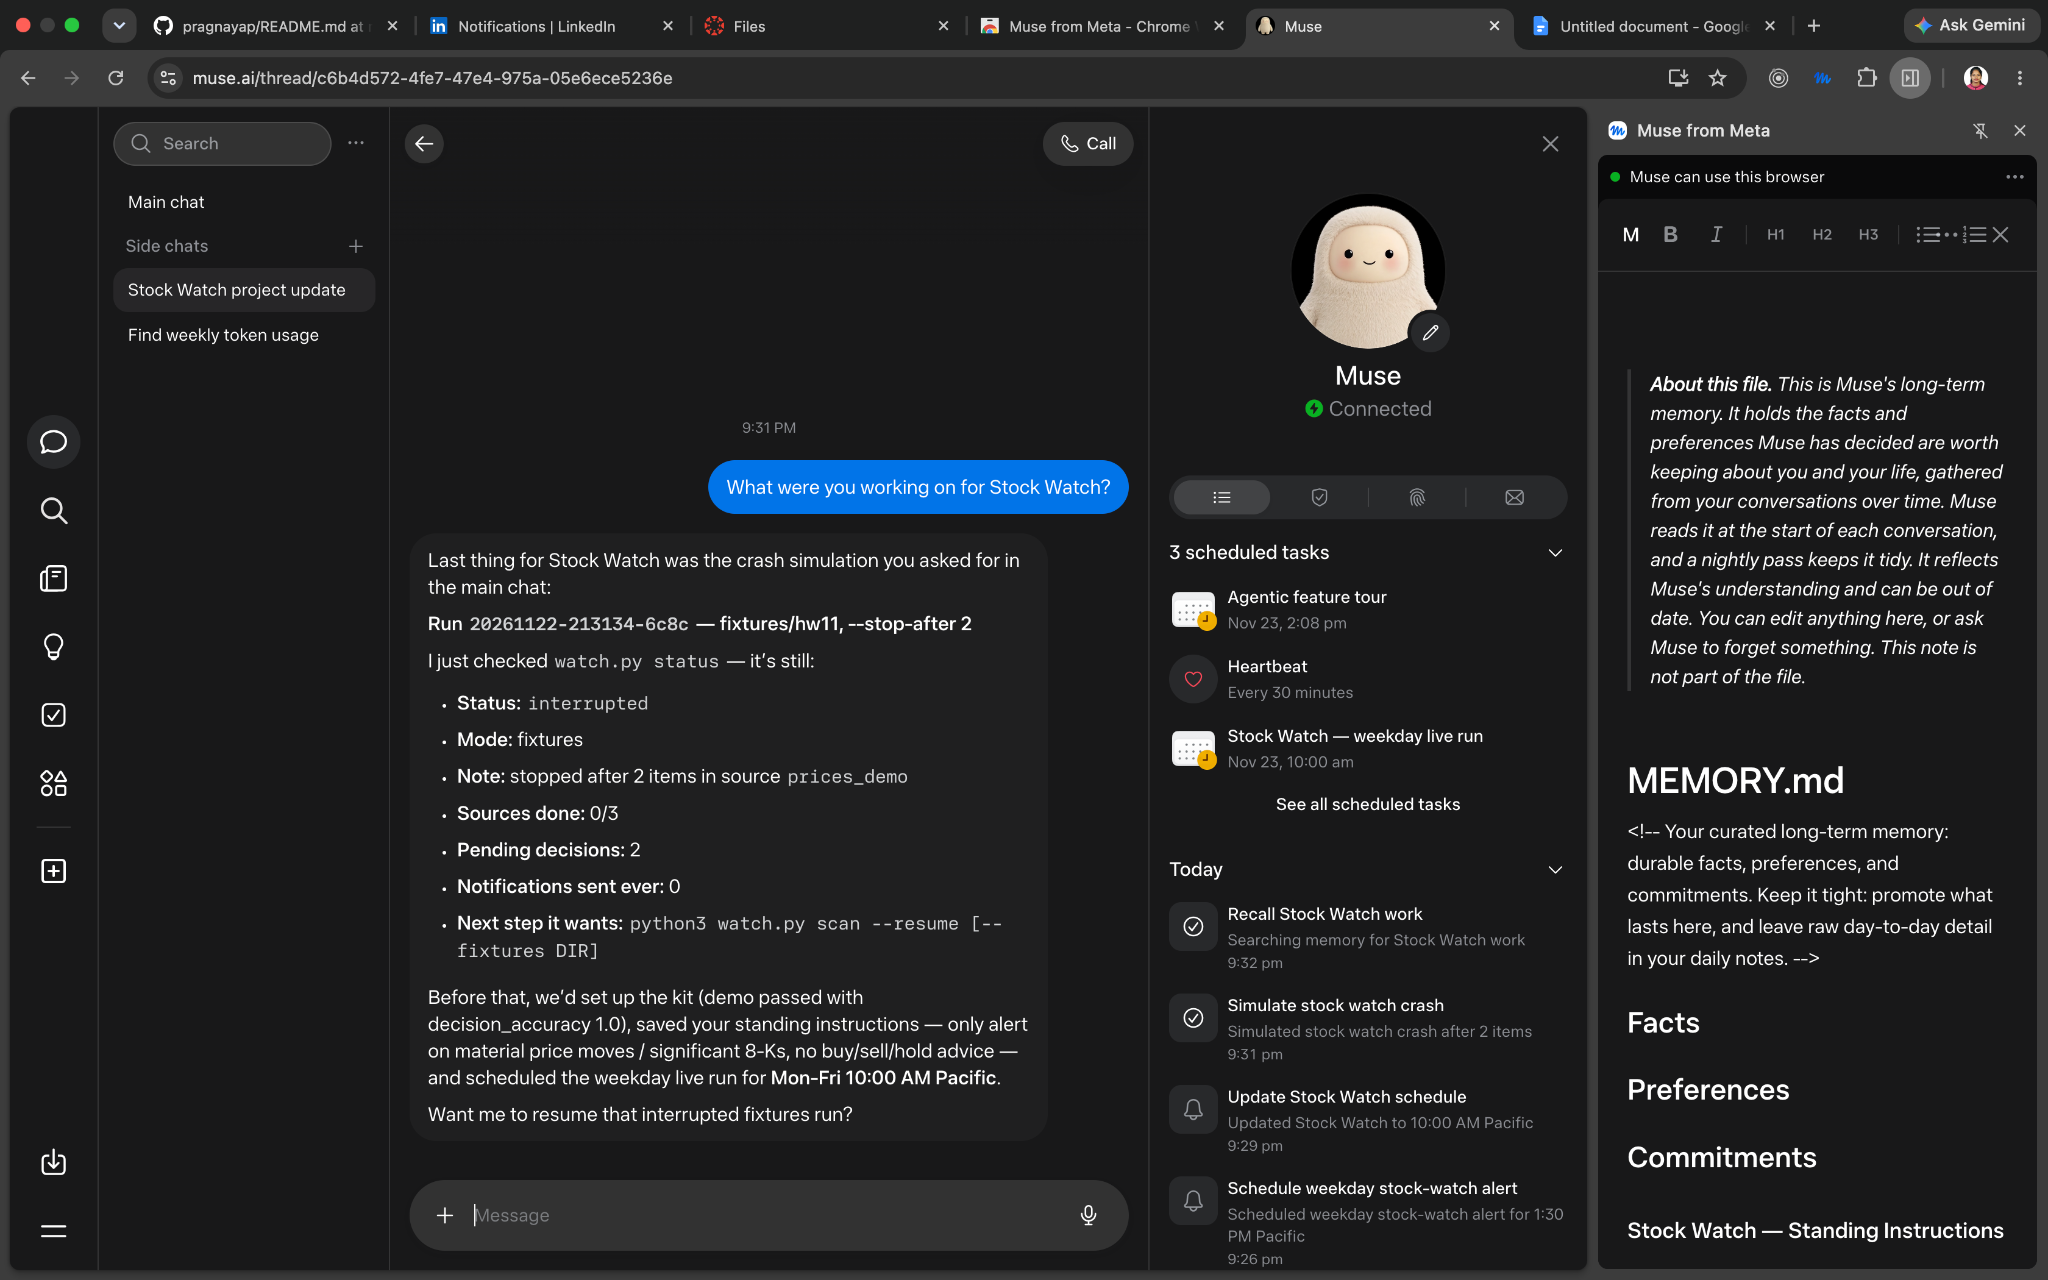 pragnayap/README.md at
Notifications | LinkedIn
Files
Muse from Meta - Chrome
Muse
Untitled document - Google
Ask Gemini
muse.ai/thread/c6b4d572-4fe7-47e4-975a-05e6ece5236e
Search
Main chat
Side chats
Stock Watch project update
Find weekly token usage
Call
9:31 PM
What were you working on for Stock Watch?
Last thing for Stock Watch was the crash simulation you asked for in
the main chat:
Run 20261122-213134-6c8c — fixtures/hw11, --stop-after 2
I just checked watch.py status — it's still:
• Status: interrupted
• Mode: fixtures
• Note: stopped after 2 items in source prices_demo
• Sources done: 0/3
• Pending decisions: 2
• Notifications sent ever: 0
• Next step it wants: python3 watch.py scan --resume [--
fixtures DIR]
Before that, we'd set up the kit (demo passed with
decision_accuracy 1.0), saved your standing instructions — only alert
on material price moves / significant 8-Ks, no buy/sell/hold advice —
and scheduled the weekday live run for Mon-Fri 10:00 AM Pacific.
Want me to resume that interrupted fixtures run?
Message
Muse
Connected
3 scheduled tasks
Agentic feature tour
Nov 23, 2:08 pm
Heartbeat
Every 30 minutes
Stock Watch — weekday live run
Nov 23, 10:00 am
See all scheduled tasks
Today
Recall Stock Watch work
Searching memory for Stock Watch work
9:32 pm
Simulate stock watch crash
Simulated stock watch crash after 2 items
9:31 pm
Update Stock Watch schedule
Updated Stock Watch to 10:00 AM Pacific
9:29 pm
Schedule weekday stock-watch alert
Scheduled weekday stock-watch alert for 1:30
PM Pacific
9:26 pm
Muse from Meta
Muse can use this browser
M B I H1 H2 H3
About this file. This is Muse's long-term
memory. It holds the facts and
preferences Muse has decided are worth
keeping about you and your life, gathered
from your conversations over time. Muse
reads it at the start of each conversation,
and a nightly pass keeps it tidy. It reflects
Muse's understanding and can be out of
date. You can edit anything here, or ask
Muse to forget something. This note is
not part of the file.
MEMORY.md
<!-- Your curated long-term memory:
durable facts, preferences, and
commitments. Keep it tight: promote what
lasts here, and leave raw day-to-day detail
in your daily notes. -->
Facts
Preferences
Commitments
Stock Watch — Standing Instructions